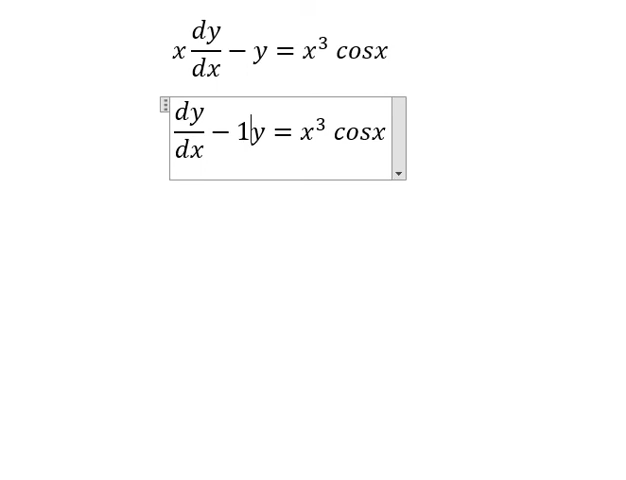 x dy/dx − y = x³ cosx
dy/dx − 1y = x³ cosx